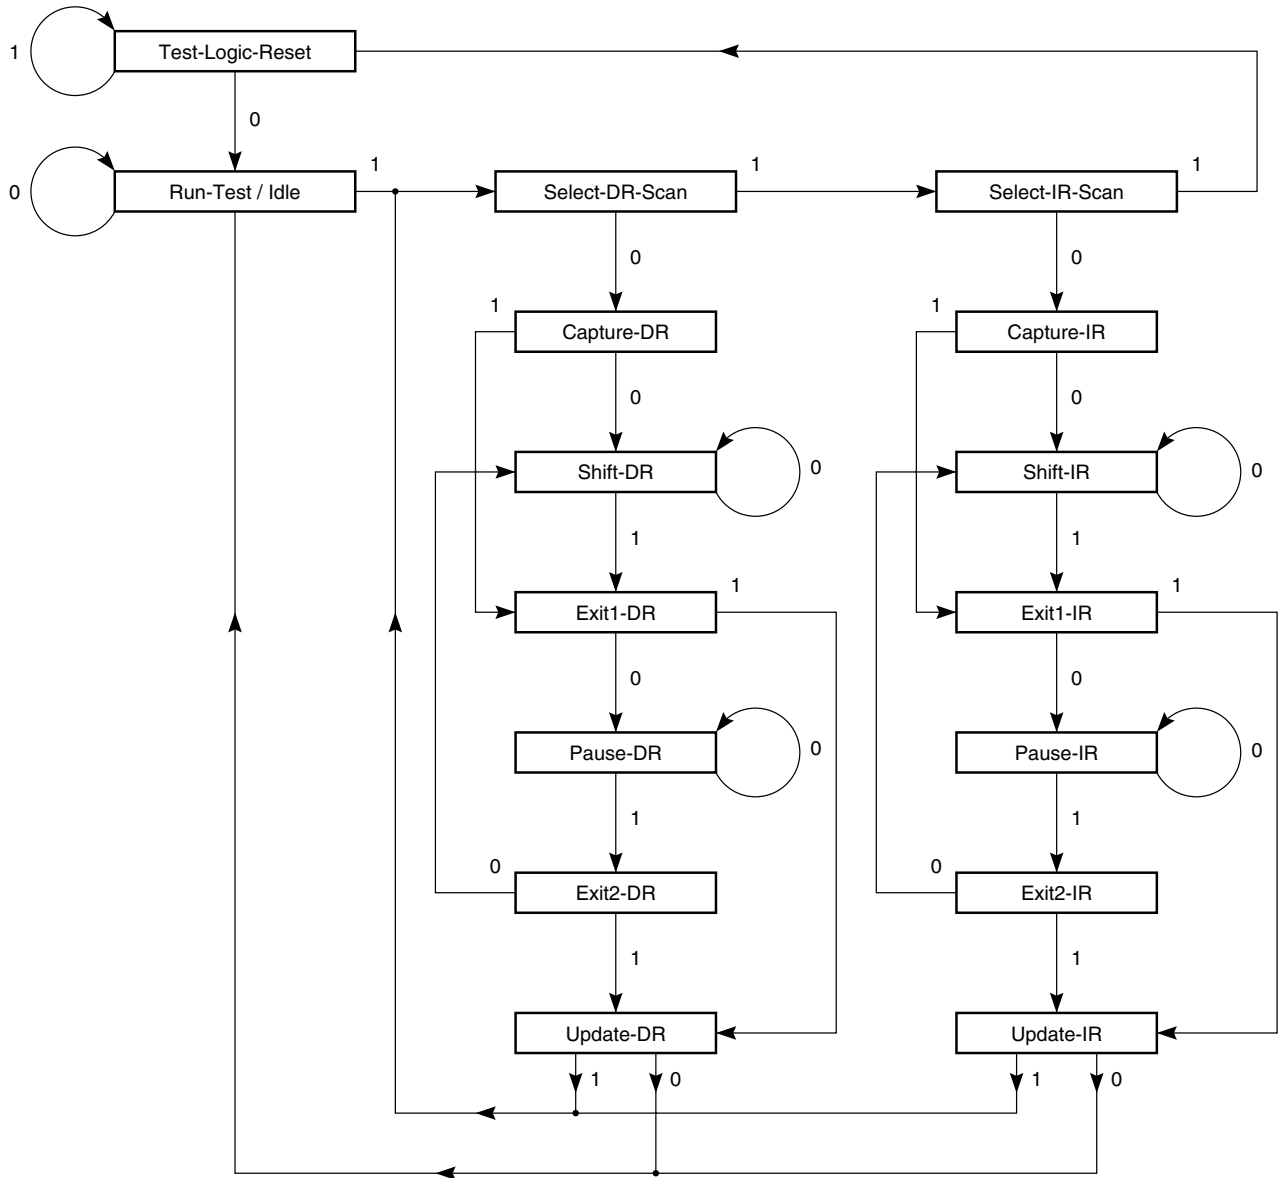 1
Test-Logic-Reset
0
0
Run-Test / Idle
1
Select-DR-Scan
1
Select-IR-Scan
1
0
0
1
Capture-DR
1
Capture-IR
0
0
Shift-DR
0
Shift-IR
0
1
1
Exit1-DR
1
Exit1-IR
1
0
0
Pause-DR
0
Pause-IR
0
1
1
0
Exit2-DR
0
Exit2-IR
1
1
Update-DR
Update-IR
1
0
1
0